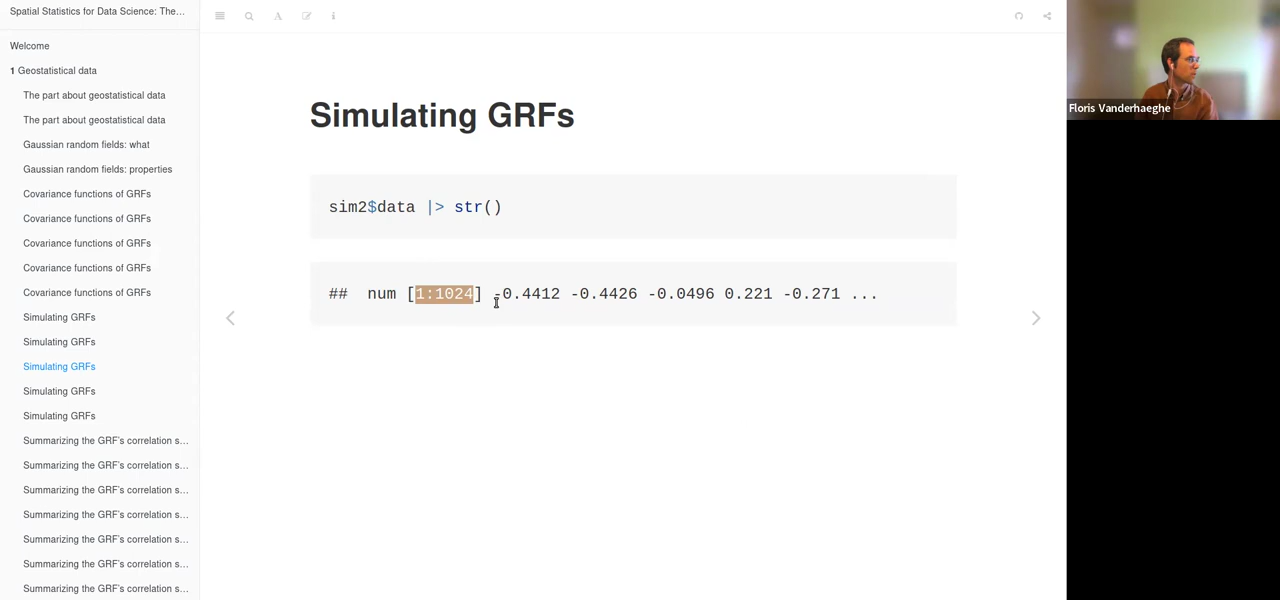 Spatial Statistics for Data Science: The...
Welcome
1 Geostatistical data
The part about geostatistical data
The part about geostatistical data
Gaussian random fields: what
Gaussian random fields: properties
Covariance functions of GRFs
Covariance functions of GRFs
Covariance functions of GRFs
Covariance functions of GRFs
Covariance functions of GRFs
Simulating GRFs
Simulating GRFs
Simulating GRFs
Simulating GRFs
Simulating GRFs
Summarizing the GRF's correlation s...
Summarizing the GRF's correlation s...
Summarizing the GRF's correlation s...
Summarizing the GRF's correlation s...
Summarizing the GRF's correlation s...
Summarizing the GRF's correlation s...
Summarizing the GRF's correlation s...
A
i
Simulating GRFs
sim2$data |> str()
##  num [1:1024] -0.4412 -0.4426 -0.0496 0.221 -0.271 ...
Floris Vanderhaeghe